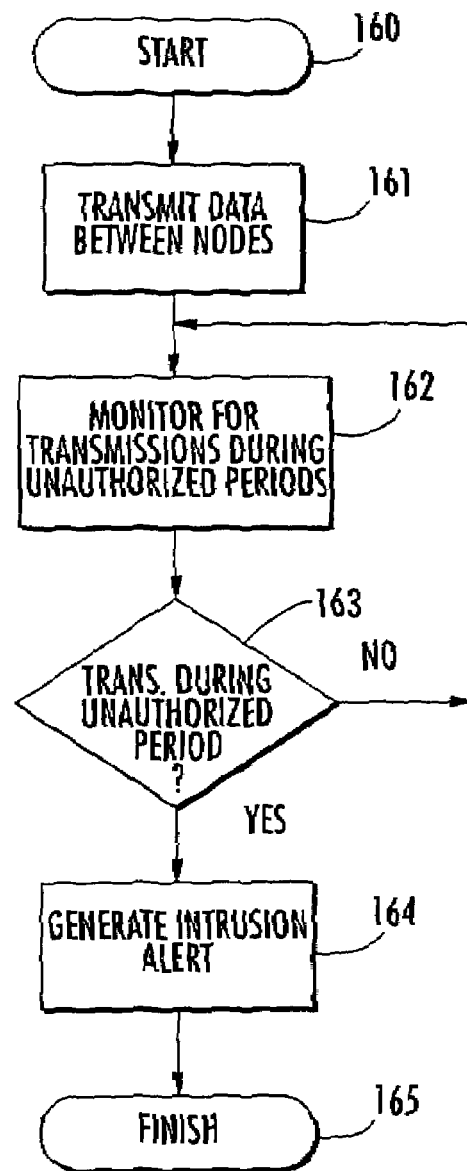 START
160
TRANSMIT DATA
BETWEEN NODES
161
MONITOR FOR
TRANSMISSIONS DURING
UNAUTHORIZED PERIODS
162
TRANS. DURING
UNAUTHORIZED
PERIOD
?
163
NO
YES
GENERATE INTRUSION
ALERT
164
FINISH
165